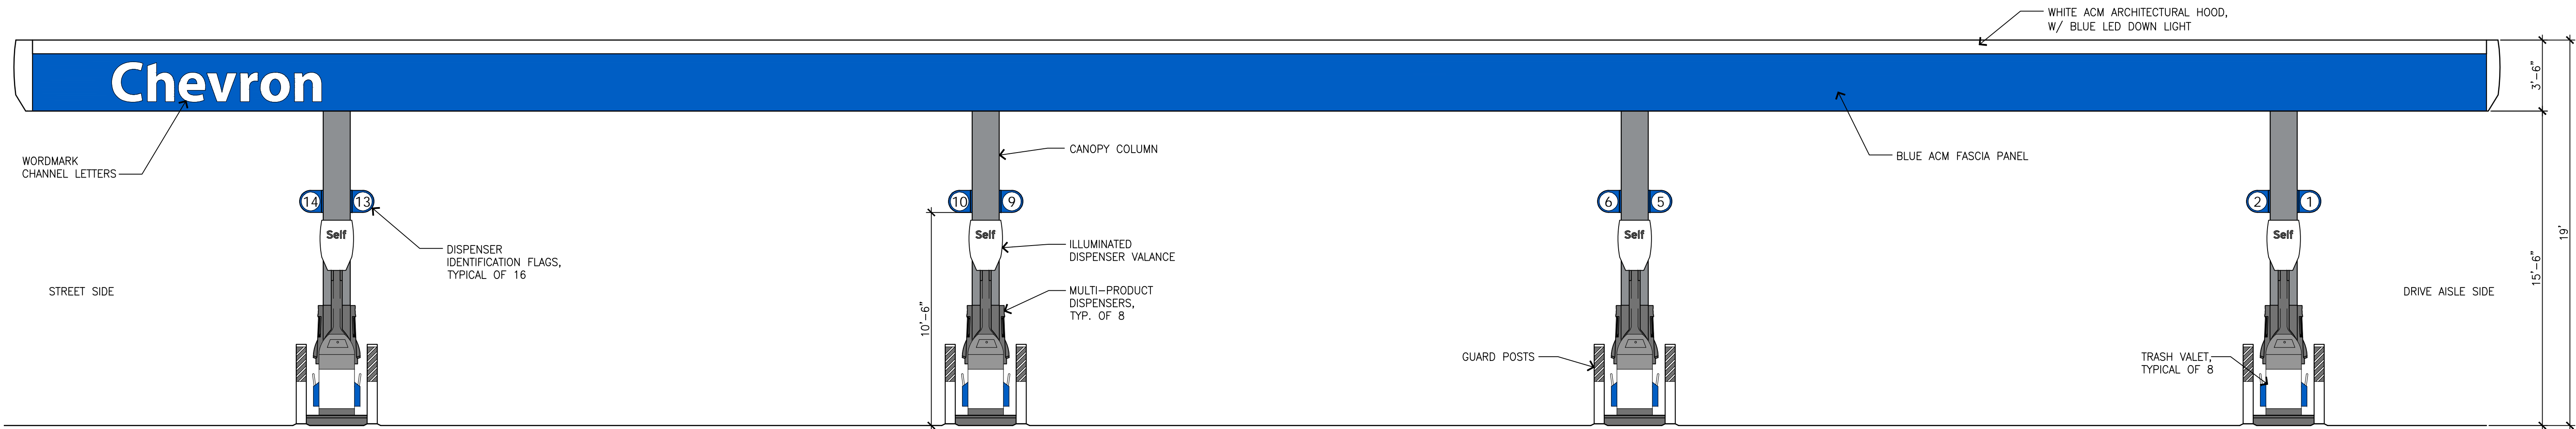 WHITE ACM ARCHITECTURAL HOOD,
W/ BLUE LED DOWN LIGHT
Chevron
3'-6"
19'
15'-6"
WORDMARK
CHANNEL LETTERS
CANOPY COLUMN
BLUE ACM FASCIA PANEL
14 13
10 9
6 5
2 1
Self
Self
Self
Self
DISPENSER
IDENTIFICATION FLAGS,
TYPICAL OF 16
ILLUMINATED
DISPENSER VALANCE
MULTI-PRODUCT
DISPENSERS,
TYP. OF 8
10'-6"
STREET SIDE
DRIVE AISLE SIDE
GUARD POSTS
TRASH VALET,
TYPICAL OF 8